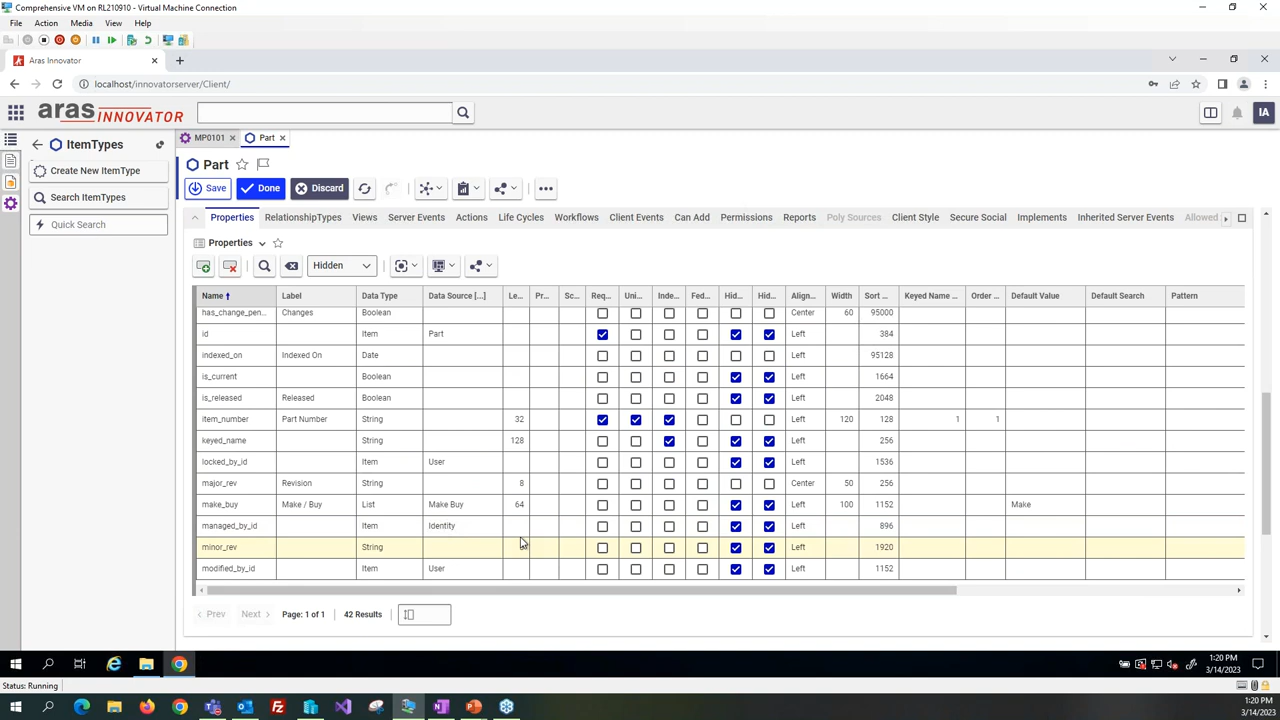 Comprehensive VM on RL210910 - Virtual Machine Connection
File Action Media View Help
Aras Innovator
localhost/innovatorserver/Client/
aras INNOVATOR
IA
ItemTypes
MP0101
Part
Create New ItemType
Search ItemTypes
Quick Search
Part
Save Done Discard
Properties RelationshipTypes Views Server Events Actions Life Cycles Workflows Client Events Can Add Permissions Reports Poly Sources Client Style Secure Social Implements Inherited Server Events Allowed
Properties
Hidden
Name Label Data Type Data Source [...] Le... Pr... Sc... Req... Uni... Inde... Fed... Hid... Hid... Align... Width Sort ... Keyed Name ... Order ... Default Value Default Search Pattern
has_change_pen... Changes Boolean Center 60 95000
id Item Part Left 384
indexed_on Indexed On Date Left 95128
is_current Boolean Left 1664
is_released Released Boolean Left 2048
item_number Part Number String 32 Left 120 128 1 1
keyed_name String 128 Left 256
locked_by_id Item User Left 1536
major_rev Revision String 8 Center 50 256
make_buy Make / Buy List Make Buy 64 Left 100 1152 Make
managed_by_id Item Identity Left 896
minor_rev String Left 1920
modified_by_id Item User Left 1152
Prev Next Page: 1 of 1 42 Results
1:20 PM
3/14/2023
Status: Running
1:20 PM
3/14/2023